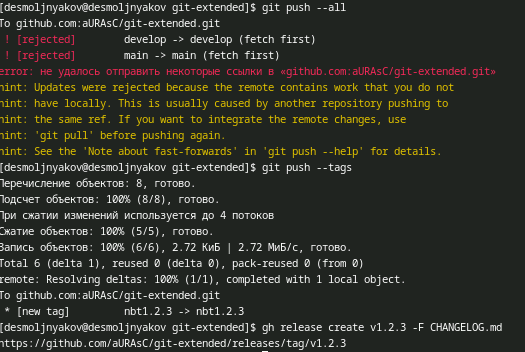 [desmoljnyakov@desmoljnyakov git-extended]$ git push --all
To github.com:aURAsC/git-extended.git
! [rejected] develop -> develop (fetch first)
! [rejected] main -> main (fetch first)
error: не удалось отправить некоторые ссылки в «github.com:aURAsC/git-extended.git»
hint: Updates were rejected because the remote contains work that you do not
hint: have locally. This is usually caused by another repository pushing to
hint: the same ref. If you want to integrate the remote changes, use
hint: 'git pull' before pushing again.
hint: See the 'Note about fast-forwards' in 'git push --help' for details.
[desmoljnyakov@desmoljnyakov git-extended]$ git push --tags
Перечисление объектов: 8, готово.
Подсчет объектов: 100% (8/8), готово.
При сжатии изменений используется до 4 потоков
Сжатие объектов: 100% (5/5), готово.
Запись объектов: 100% (6/6), 2.72 КиБ | 2.72 МиБ/с, готово.
Total 6 (delta 1), reused 0 (delta 0), pack-reused 0 (from 0)
remote: Resolving deltas: 100% (1/1), completed with 1 local object.
To github.com:aURAsC/git-extended.git
* [new tag] nbt1.2.3 -> nbt1.2.3
[desmoljnyakov@desmoljnyakov git-extended]$ gh release create v1.2.3 -F CHANGELOG.md
https://github.com/aURAsC/git-extended/releases/tag/v1.2.3